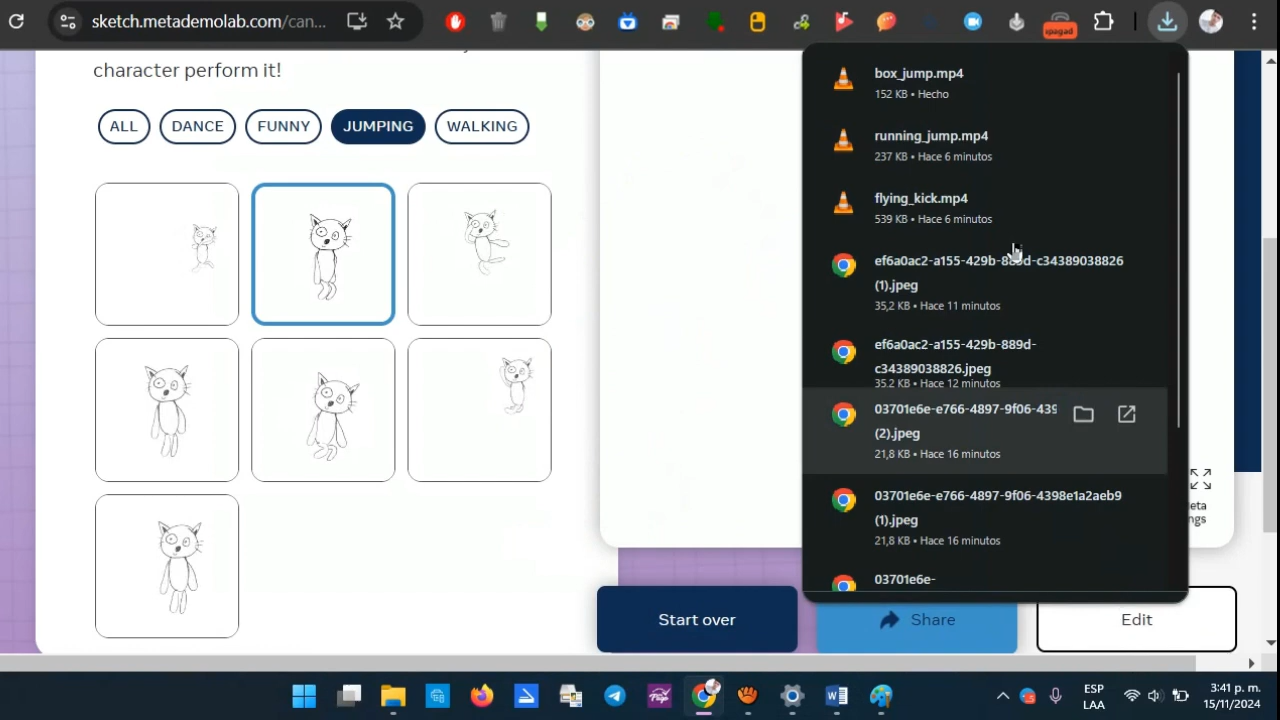 sketch.metademolab.com/can...
xpagad
character perform it!
ALL
DANCE
FUNNY
JUMPING
WALKING
box_jump.mp4
152 KB • Hecho
running_jump.mp4
237 KB • Hace 6 minutos
flying_kick.mp4
539 KB • Hace 6 minutos
ef6a0ac2-a155-429b-889d-c34389038826
(1).jpeg
35,2 KB • Hace 11 minutos
ef6a0ac2-a155-429b-889d-
c34389038826.jpeg
35,2 KB • Hace 12 minutos
03701e6e-e766-4897-9f06-439
(2).jpeg
21,8 KB • Hace 16 minutos
03701e6e-e766-4897-9f06-4398e1a2aeb9
(1).jpeg
21,8 KB • Hace 16 minutos
03701e6e-
eta
ngs
Start over
Share
Edit
ESP
LAA
3:41 p. m.
15/11/2024